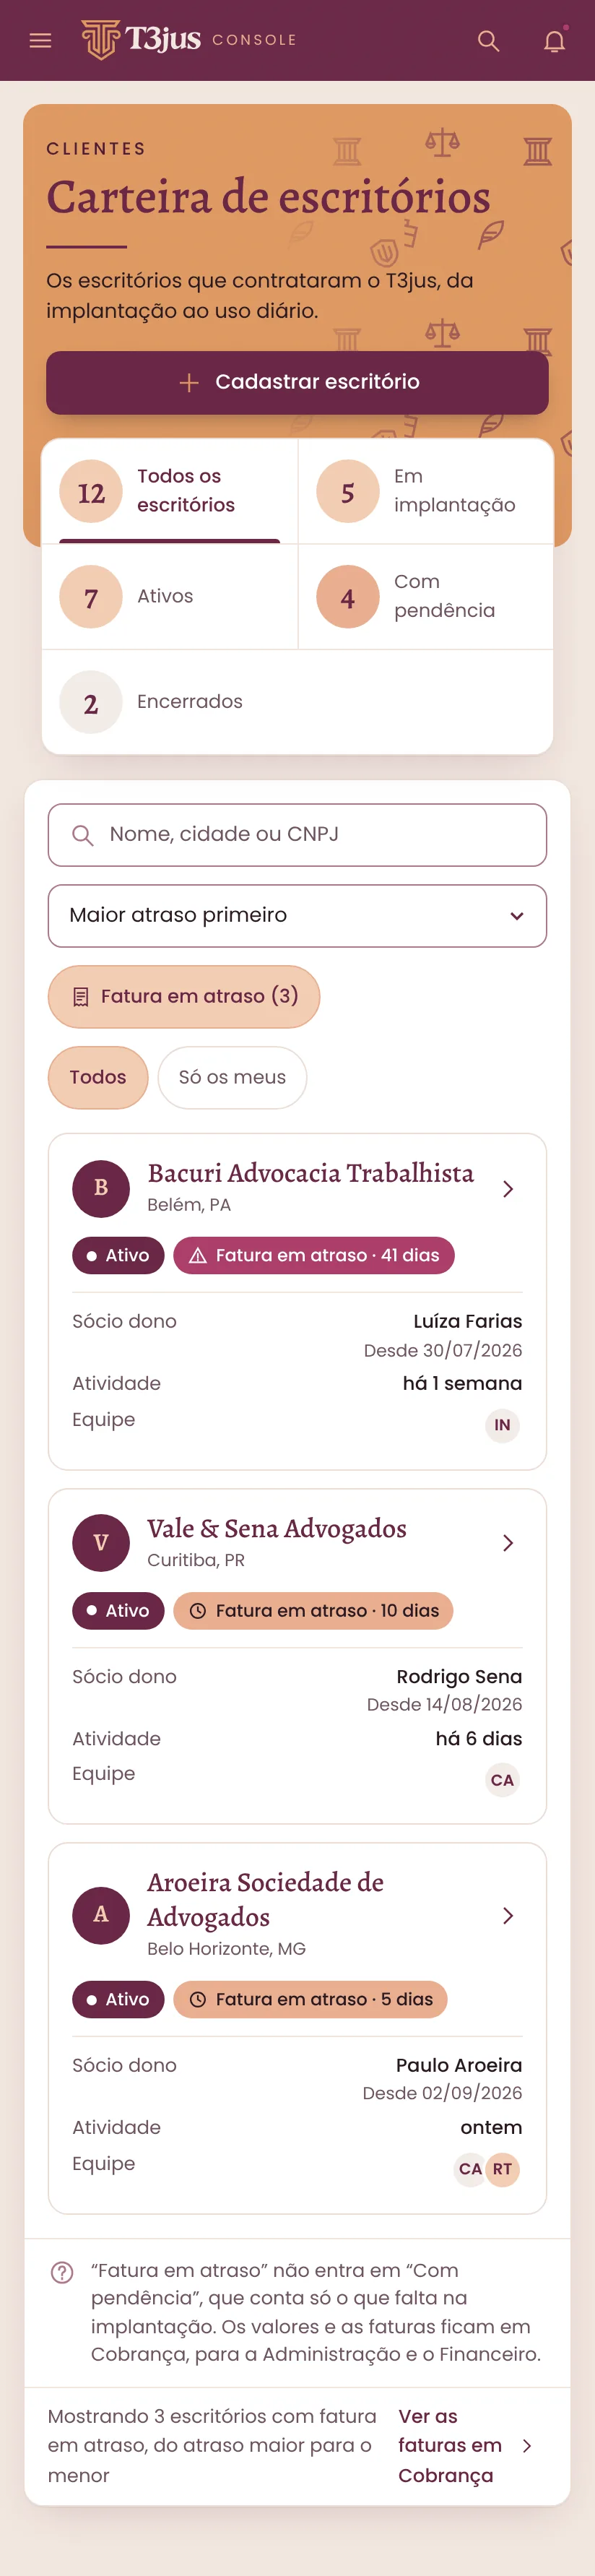 T3jus CONSOLE
CLIENTES
Carteira de escritórios
Os escritórios que contrataram o T3jus, da
implantação ao uso diário.
Cadastrar escritório
12
Todos os
escritórios
5
Em
implantação
7
Ativos
4
Com
pendência
2
Encerrados
Nome, cidade ou CNPJ
Maior atraso primeiro
Fatura em atraso (3)
Todos
Só os meus
B
Bacuri Advocacia Trabalhista
Belém, PA
Ativo
Fatura em atraso · 41 dias
Sócio dono
Luíza Farias
Desde 30/07/2026
Atividade
há 1 semana
Equipe
IN
V
Vale & Sena Advogados
Curitiba, PR
Ativo
Fatura em atraso · 10 dias
Sócio dono
Rodrigo Sena
Desde 14/08/2026
Atividade
há 6 dias
Equipe
CA
A
Aroeira Sociedade de
Advogados
Belo Horizonte, MG
Ativo
Fatura em atraso · 5 dias
Sócio dono
Paulo Aroeira
Desde 02/09/2026
Atividade
ontem
Equipe
CA RT
“Fatura em atraso” não entra em “Com
pendência”, que conta só o que falta na
implantação. Os valores e as faturas ficam em
Cobrança, para a Administração e o Financeiro.
Mostrando 3 escritórios com fatura
em atraso, do atraso maior para o
menor
Ver as
faturas em
Cobrança